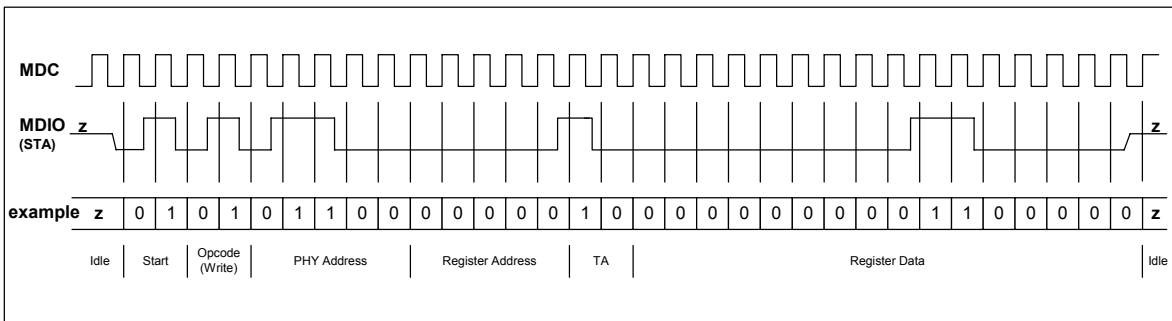 MDC
MDIO z z
(STA)
example z 0 1 0 1 0 1 1 0 0 0 0 0 0 0 1 0 0 0 0 0 0 0 0 0 0 1 1 0 0 0 0 0 z
Idle Start Opcode (Write) PHY Address Register Address TA Register Data Idle